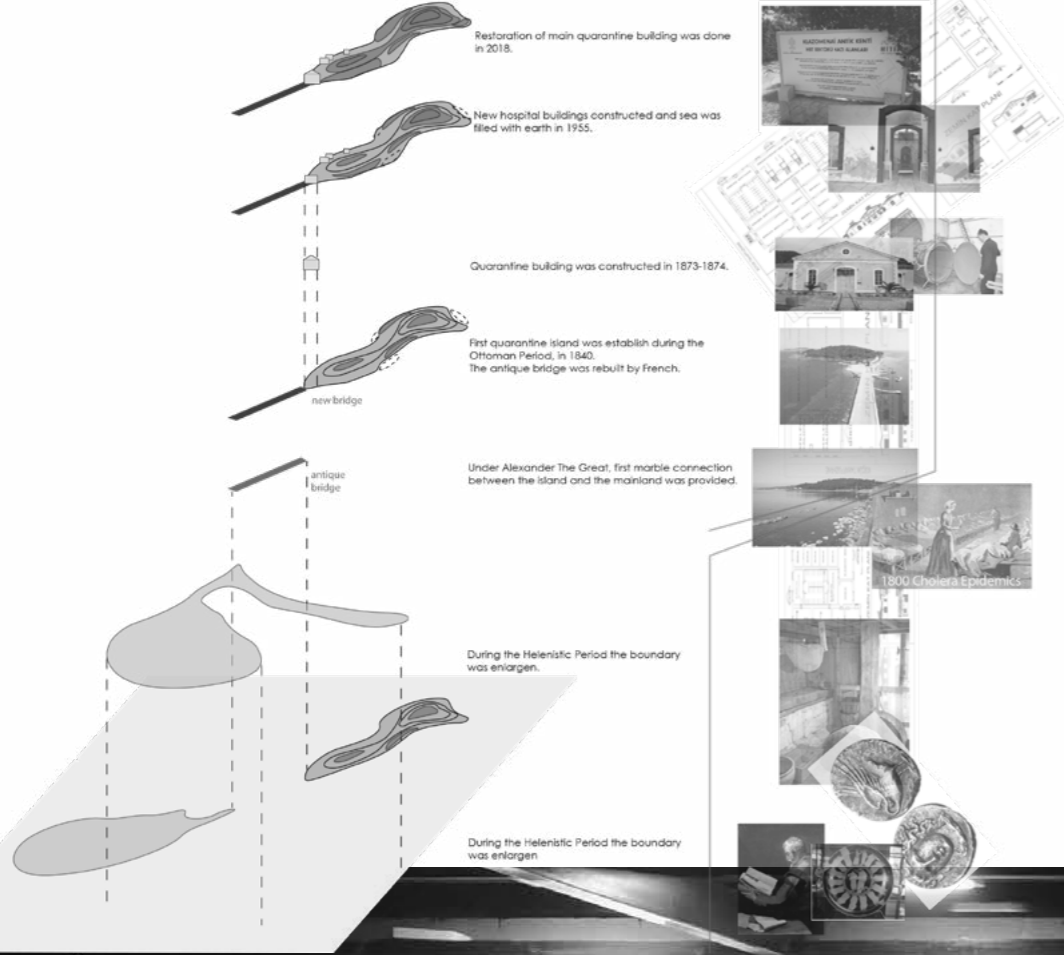 Restoration of main quarantine building was done
in 2018.
New hospital buildings constructed and sea was
filled with earth in 1955.
Quarantine building was constructed in 1873-1874.
First quarantine island was establish during the
Ottoman Period, in 1840.
The antique bridge was rebuilt by French.
new bridge
antique
bridge
Under Alexander The Great, first marble connection
between the island and the mainland was provided.
1800 Cholera Epidemics
During the Helenistic Period the boundary
was enlargen.
During the Helenistic Period the boundary
was enlargen
KLAZOMENAI ANTİK KENTİ